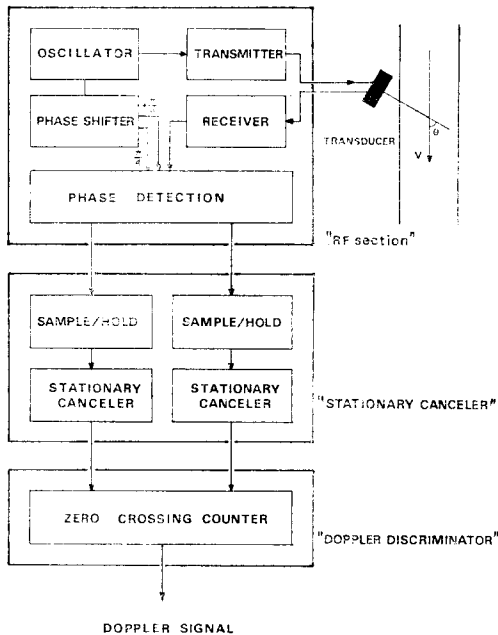 OSCILLATOR
TRANSMITTER
PHASE SHIFTER
RECEIVER
TRANSDUCER
θ
V
PHASE DETECTION
"RF section"
SAMPLE/HOLD
SAMPLE/HOLD
STATIONARY
CANCELER
STATIONARY
CANCELER
"STATIONARY CANCELER"
ZERO CROSSING COUNTER
"DOPPLER DISCRIMINATOR"
DOPPLER SIGNAL